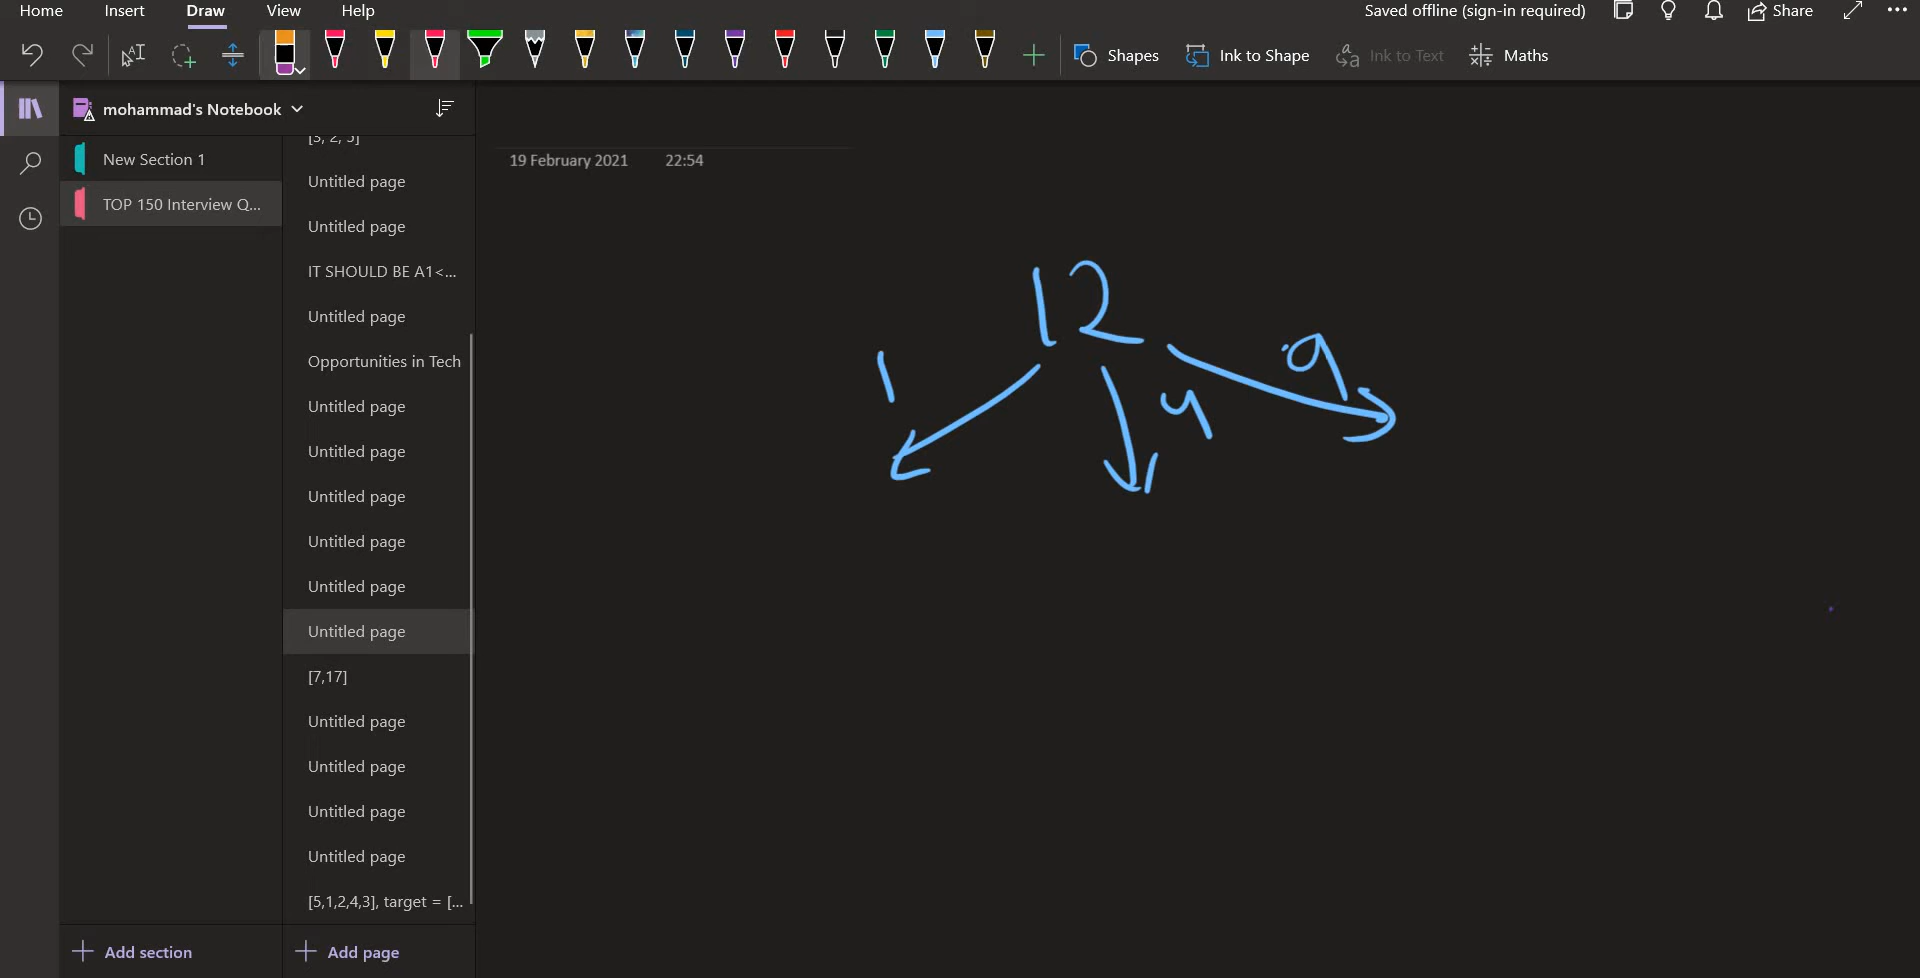 Home Insert Draw View Help Saved offline (sign-in required) Share
Shapes Ink to Shape Ink to Text Maths
mohammad's Notebook
New Section 1
TOP 150 Interview Q...
[3, 2, 5]
Untitled page
Untitled page
IT SHOULD BE A1<...
Untitled page
Opportunities in Tech
Untitled page
Untitled page
Untitled page
Untitled page
Untitled page
Untitled page
[7,17]
Untitled page
Untitled page
Untitled page
Untitled page
[5,1,2,4,3], target = [...
Add section
Add page
19 February 2021 22:54
12
1 4 9